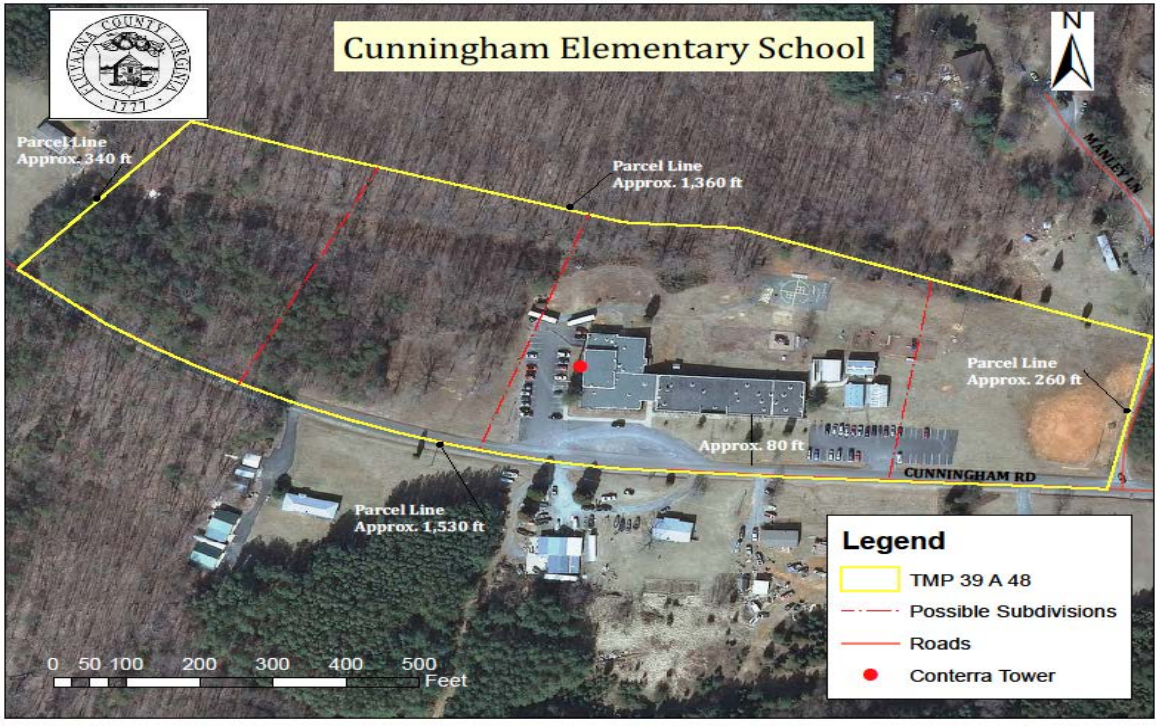 FLUVANNA COUNTY VIRGINIA
· 1777 ·
Cunningham Elementary School
N
Parcel Line
Approx. 340 ft
Parcel Line
Approx. 1,360 ft
MANLEY LN
Parcel Line
Approx. 260 ft
Approx. 80 ft
CUNNINGHAM RD
Parcel Line
Approx. 1,530 ft
Legend
TMP 39 A 48
Possible Subdivisions
Roads
Conterra Tower
0 50 100 200 300 400 500
Feet